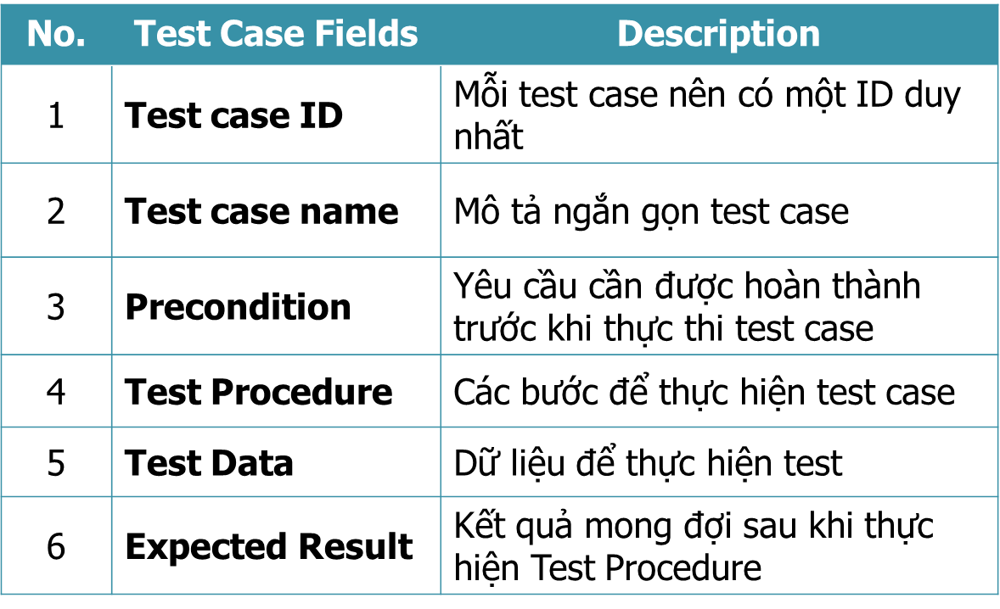 No. Test Case Fields Description
1 Test case ID Mỗi test case nên có một ID duy
nhất
2 Test case name Mô tả ngắn gọn test case
3 Precondition Yêu cầu cần được hoàn thành
trước khi thực thi test case
4 Test Procedure Các bước để thực hiện test case
5 Test Data Dữ liệu để thực hiện test
6 Expected Result Kết quả mong đợi sau khi thực
hiện Test Procedure